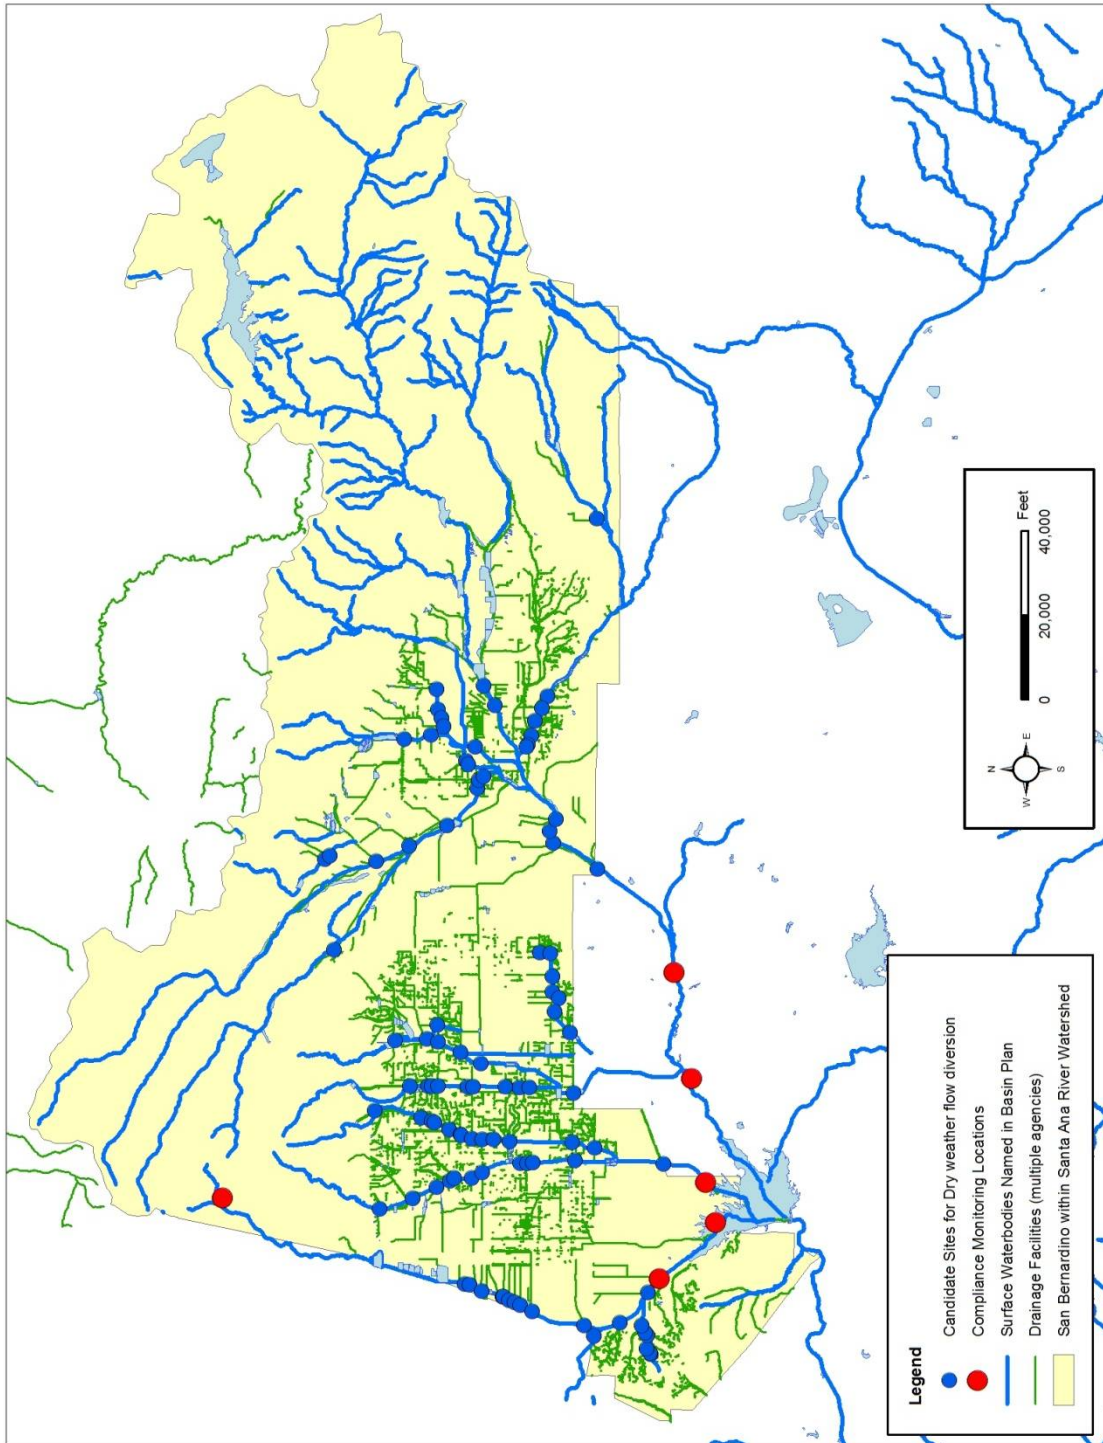 Legend
Candidate Sites for Dry weather flow diversion
Compliance Monitoring Locations
Surface Waterbodies Named in Basin Plan
Drainage Facilities (multiple agencies)
San Bernardino within Santa Ana River Watershed
N
W E
S
0 20,000 40,000
Feet